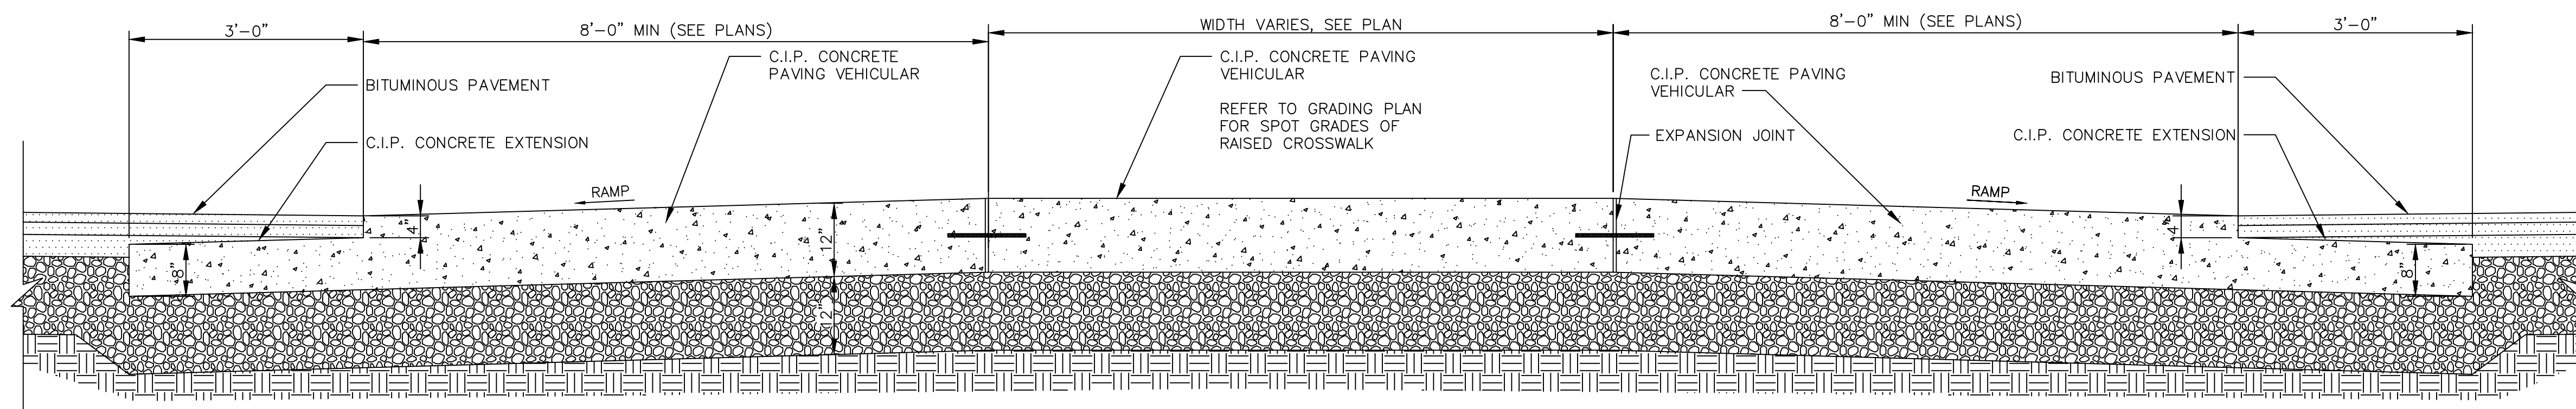 3'-0"
8'-0" MIN (SEE PLANS)
WIDTH VARIES, SEE PLAN
8'-0" MIN (SEE PLANS)
3'-0"
BITUMINOUS PAVEMENT
C.I.P. CONCRETE EXTENSION
C.I.P. CONCRETE
PAVING VEHICULAR
C.I.P. CONCRETE PAVING
VEHICULAR
REFER TO GRADING PLAN
FOR SPOT GRADES OF
RAISED CROSSWALK
C.I.P. CONCRETE PAVING
VEHICULAR
EXPANSION JOINT
BITUMINOUS PAVEMENT
C.I.P. CONCRETE EXTENSION
RAMP
RAMP
4"
8"
12"
12"
4"
8"